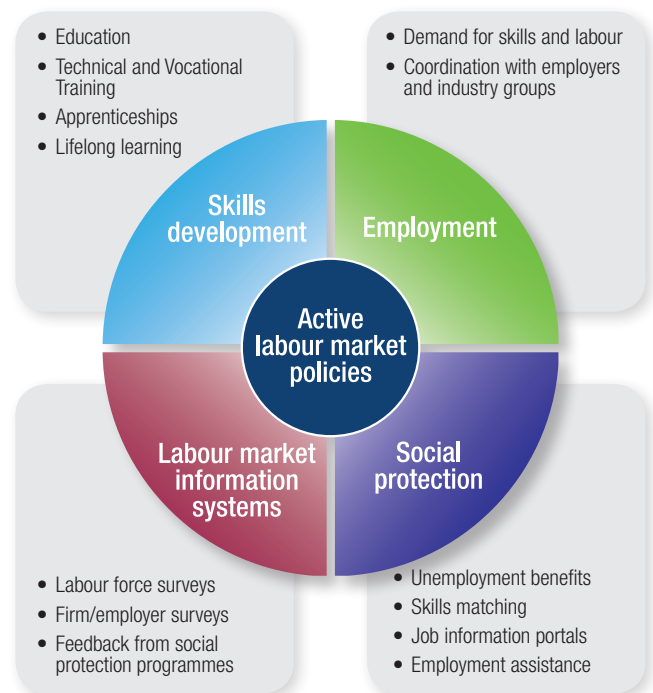 • Education
• Technical and Vocational
Training
• Apprenticeships
• Lifelong learning
• Demand for skills and labour
• Coordination with employers
and industry groups
Skills
development
Employment
Active
labour market
policies
Labour market
information
systems
Social
protection
• Labour force surveys
• Firm/employer surveys
• Feedback from social
protection programmes
• Unemployment benefits
• Skills matching
• Job information portals
• Employment assistance